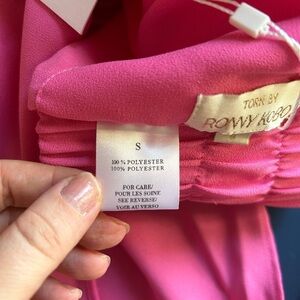 TORN BY
RONNY KOBO
S
100% POLYESTER
100% POLYESTER
FOR CARE/
POUR LES SOINS
SEE REVERSE/
VOIR AU VERSO